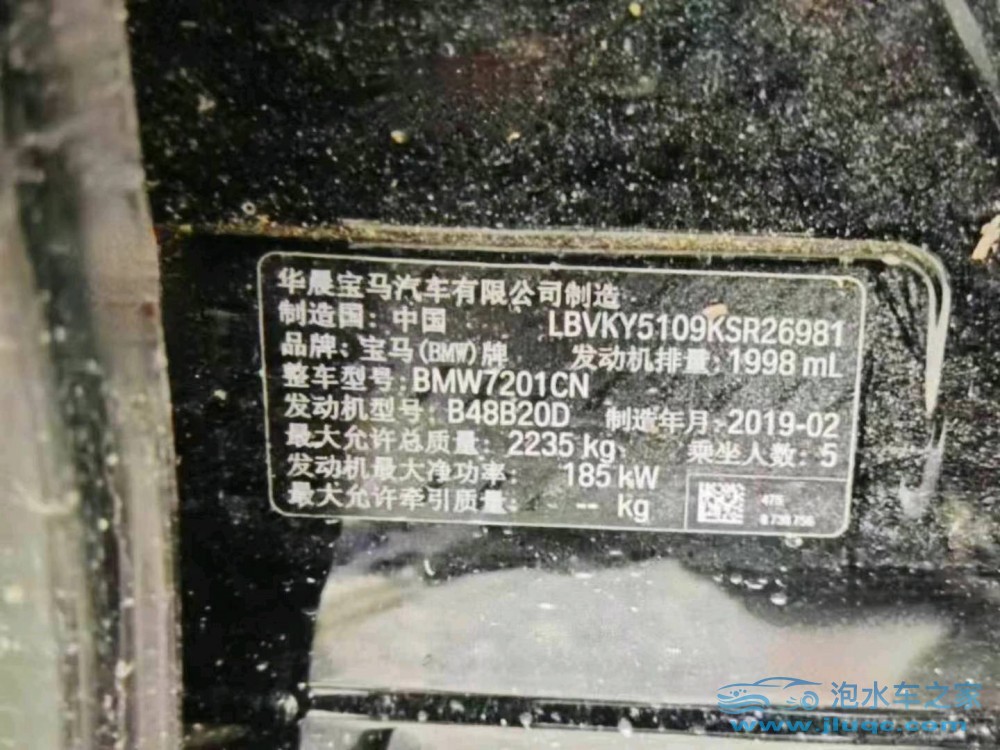 华晨宝马汽车有限公司制造
制造国：中国 LBVKY5109KSR26981
品牌：宝马(BMW)牌 发动机排量：1998 mL
整车型号：BMW7201CN
发动机型号：B48B20D 制造年月：2019-02
最大允许总质量：2235 kg 乘坐人数：5
发动机最大净功率：185 kW
最大允许牵引质量：-- kg
475
8 738 756
泡水车之家